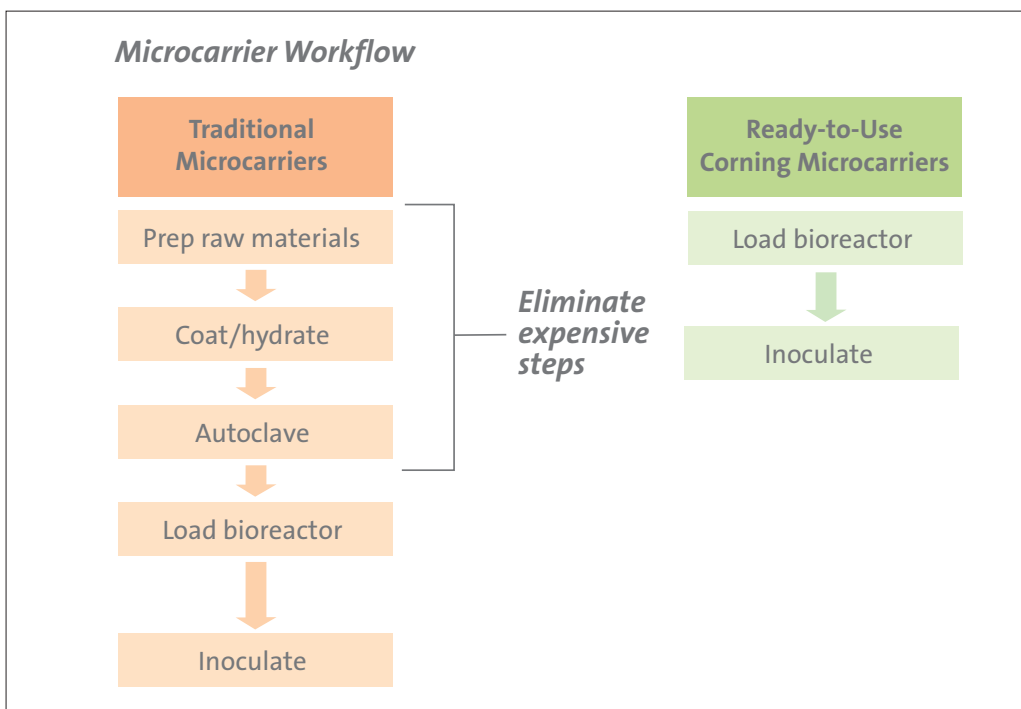 Microcarrier Workflow
Traditional
Microcarriers
Prep raw materials
Coat/hydrate
Autoclave
Load bioreactor
Inoculate
Eliminate
expensive
steps
Ready-to-Use
Corning Microcarriers
Load bioreactor
Inoculate